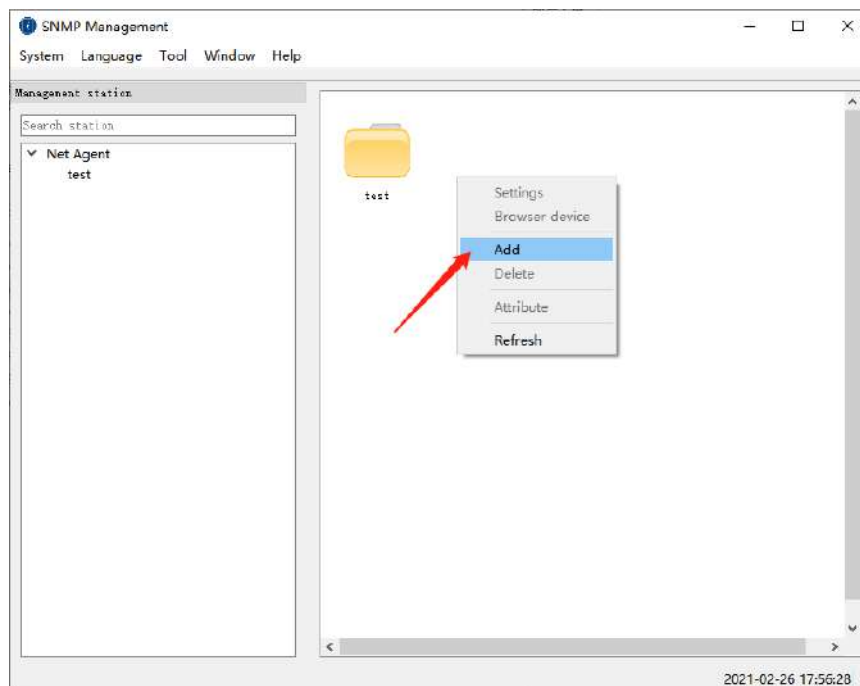 SNMP Management
System Language Tool Window Help
Management station
Search station
Net Agent
test
test
Settings
Browser device
Add
Delete
Attribute
Refresh
2021-02-26 17:56:28